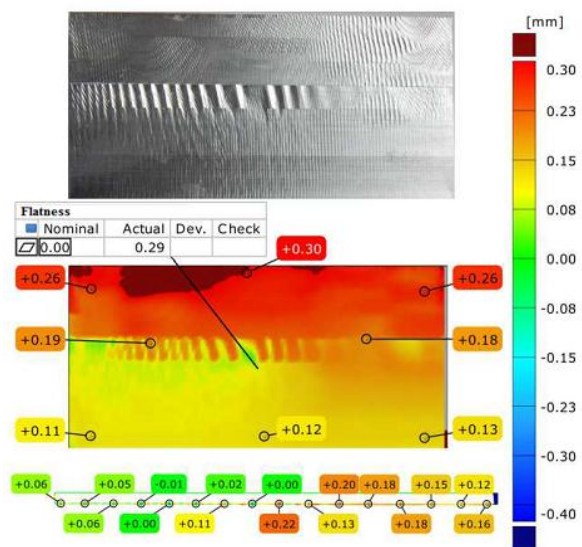 [mm]
0.30
0.23
0.15
0.08
0.00
-0.08
-0.15
-0.23
-0.30
-0.40
Flatness
Nominal Actual Dev. Check
0.00 0.29
+0.30
+0.26 +0.26
+0.19 +0.18
+0.11 +0.12 +0.13
+0.06 +0.05 -0.01 +0.02 +0.00 +0.20 +0.18 +0.15 +0.12
+0.06 +0.00 +0.11 +0.22 +0.13 +0.18 +0.16